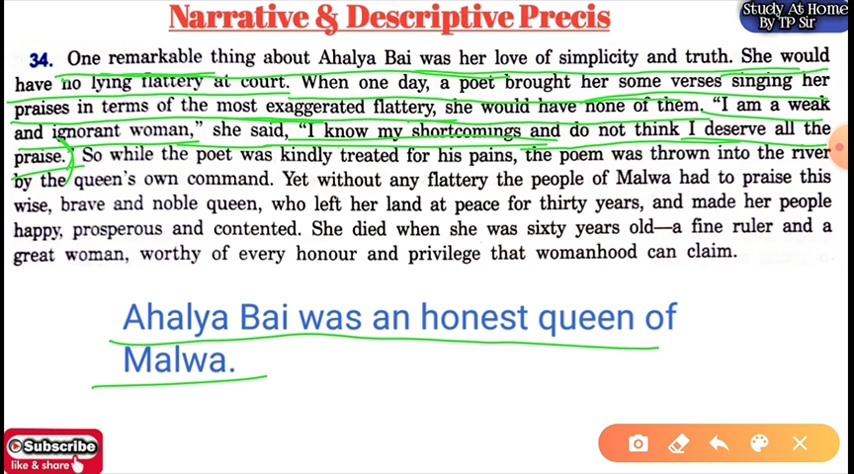 Narrative & Descriptive Precis
Study At Home
By TP Sir
34. One remarkable thing about Ahalya Bai was her love of simplicity and truth. She would
have no lying flattery at court. When one day, a poet brought her some verses singing her
praises in terms of the most exaggerated flattery, she would have none of them. "I am a weak
and ignorant woman," she said, "I know my shortcomings and do not think I deserve all the
praise." So while the poet was kindly treated for his pains, the poem was thrown into the river
by the queen's own command. Yet without any flattery the people of Malwa had to praise this
wise, brave and noble queen, who left her land at peace for thirty years, and made her people
happy, prosperous and contented. She died when she was sixty years old—a fine ruler and a
great woman, worthy of every honour and privilege that womanhood can claim.
Ahalya Bai was an honest queen of
Malwa.
Subscribe
like & share